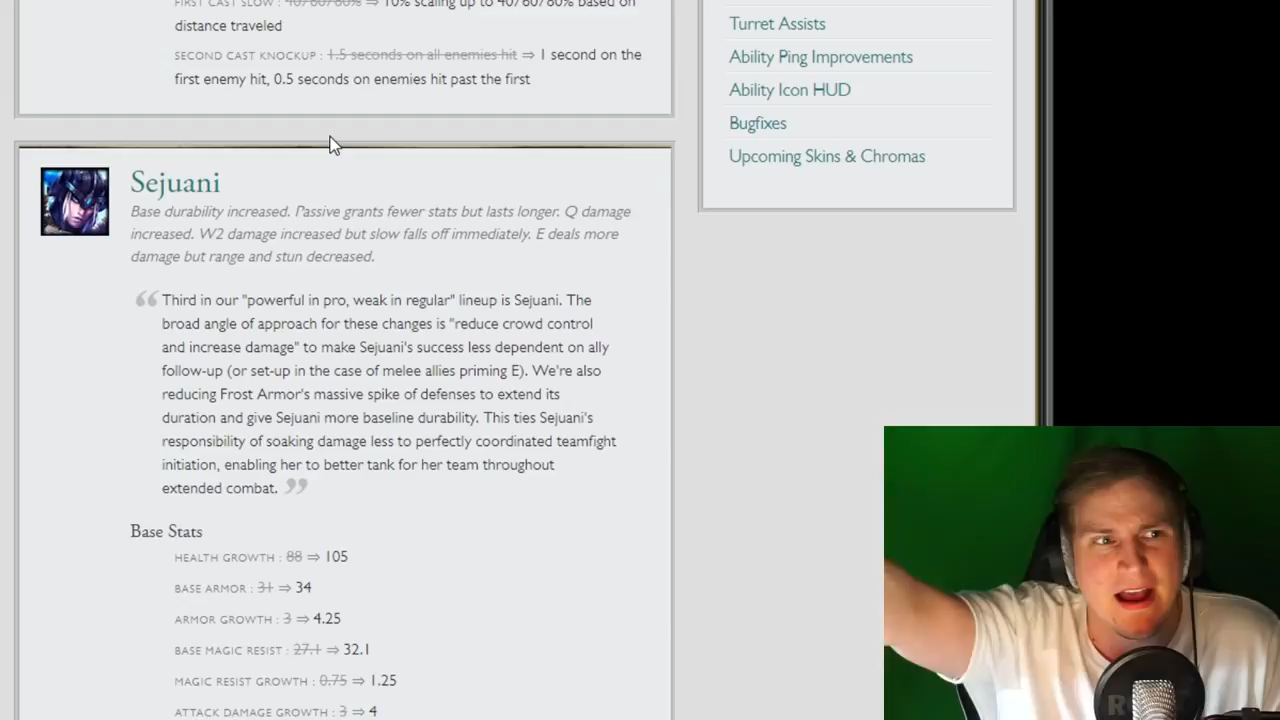 FIRST CAST SLOW : 40/60/80% ⇒ 10% scaling up to 40/60/80% based on
distance traveled
SECOND CAST KNOCKUP : 1.5 seconds on all enemies hit ⇒ 1 second on the
first enemy hit, 0.5 seconds on enemies hit past the first
Sejuani
Base durability increased. Passive grants fewer stats but lasts longer. Q damage
increased. W2 damage increased but slow falls off immediately. E deals more
damage but range and stun decreased.
“ Third in our "powerful in pro, weak in regular" lineup is Sejuani. The
broad angle of approach for these changes is "reduce crowd control
and increase damage" to make Sejuani's success less dependent on ally
follow-up (or set-up in the case of melee allies priming E). We're also
reducing Frost Armor's massive spike of defenses to extend its
duration and give Sejuani more baseline durability. This ties Sejuani's
responsibility of soaking damage less to perfectly coordinated teamfight
initiation, enabling her to better tank for her team throughout
extended combat. ”
Base Stats
HEALTH GROWTH : 88 ⇒ 105
BASE ARMOR : 31 ⇒ 34
ARMOR GROWTH : 3 ⇒ 4.25
BASE MAGIC RESIST : 27.1 ⇒ 32.1
MAGIC RESIST GROWTH : 0.75 ⇒ 1.25
ATTACK DAMAGE GROWTH : 3 ⇒ 4
Turret Assists
Ability Ping Improvements
Ability Icon HUD
Bugfixes
Upcoming Skins & Chromas